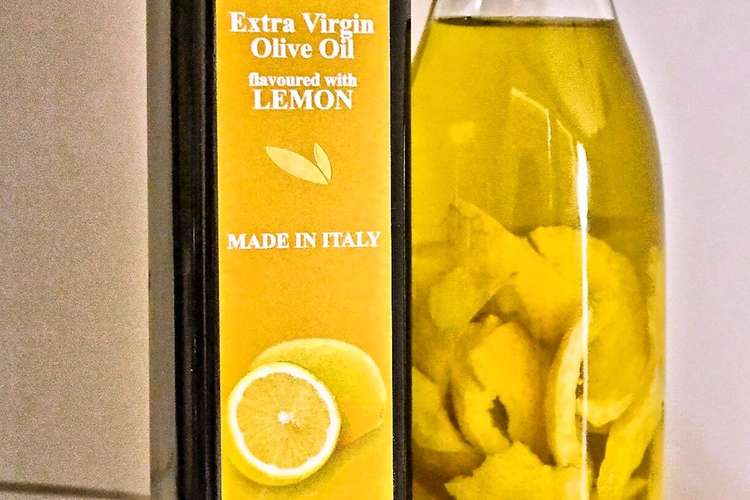 Extra Virgin
Olive Oil
flavoured with
LEMON
MADE IN ITALY